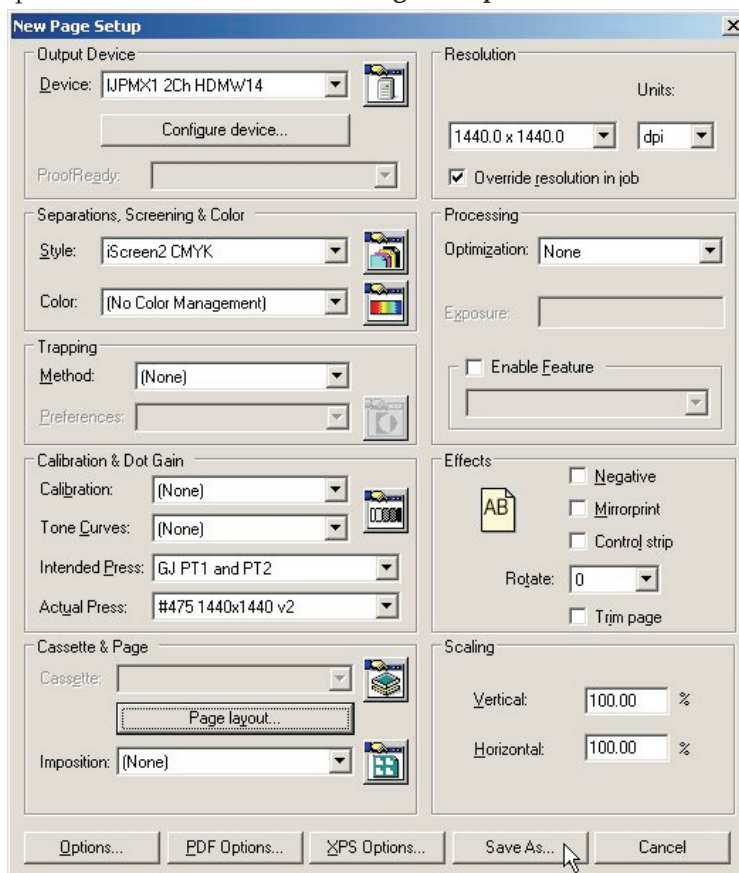 New Page Setup
Output Device
Device: IJPMX1 2Ch HDMW14
Configure device...
ProofReady:
Separations, Screening & Color
Style: iScreen2 CMYK
Color: (No Color Management)
Trapping
Method: (None)
Preferences:
Calibration & Dot Gain
Calibration: (None)
Tone Curves: (None)
Intended Press: GJ PT1 and PT2
Actual Press: #475 1440x1440 v2
Cassette & Page
Cassette:
Page layout...
Imposition: (None)
Resolution
Units:
1440.0 x 1440.0 dpi
Override resolution in job
Processing
Optimization: None
Exposure:
Enable Feature
Effects
AB
Negative
Mirrorprint
Control strip
Rotate: 0
Trim page
Scaling
Vertical: 100.00 %
Horizontal: 100.00 %
Options... PDF Options... XPS Options... Save As... Cancel